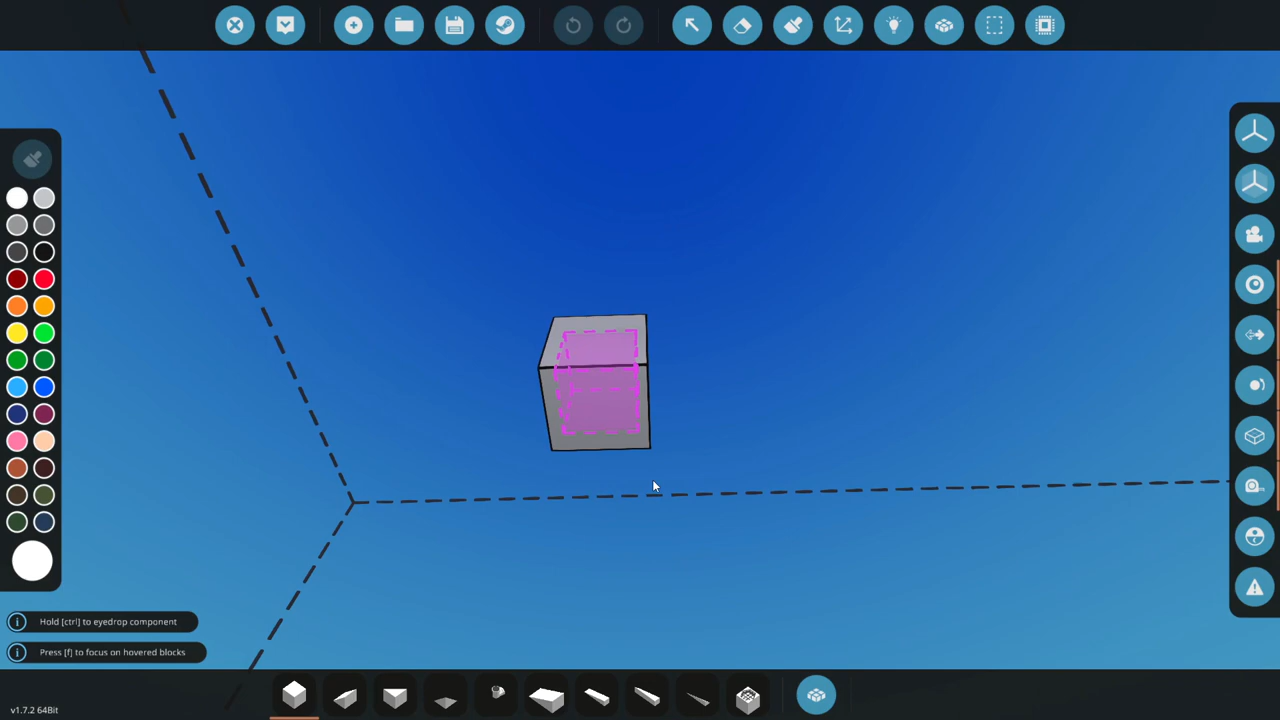 Hold [ctrl] to eyedrop component
Press [f] to focus on hovered blocks
v1.7.2 64Bit